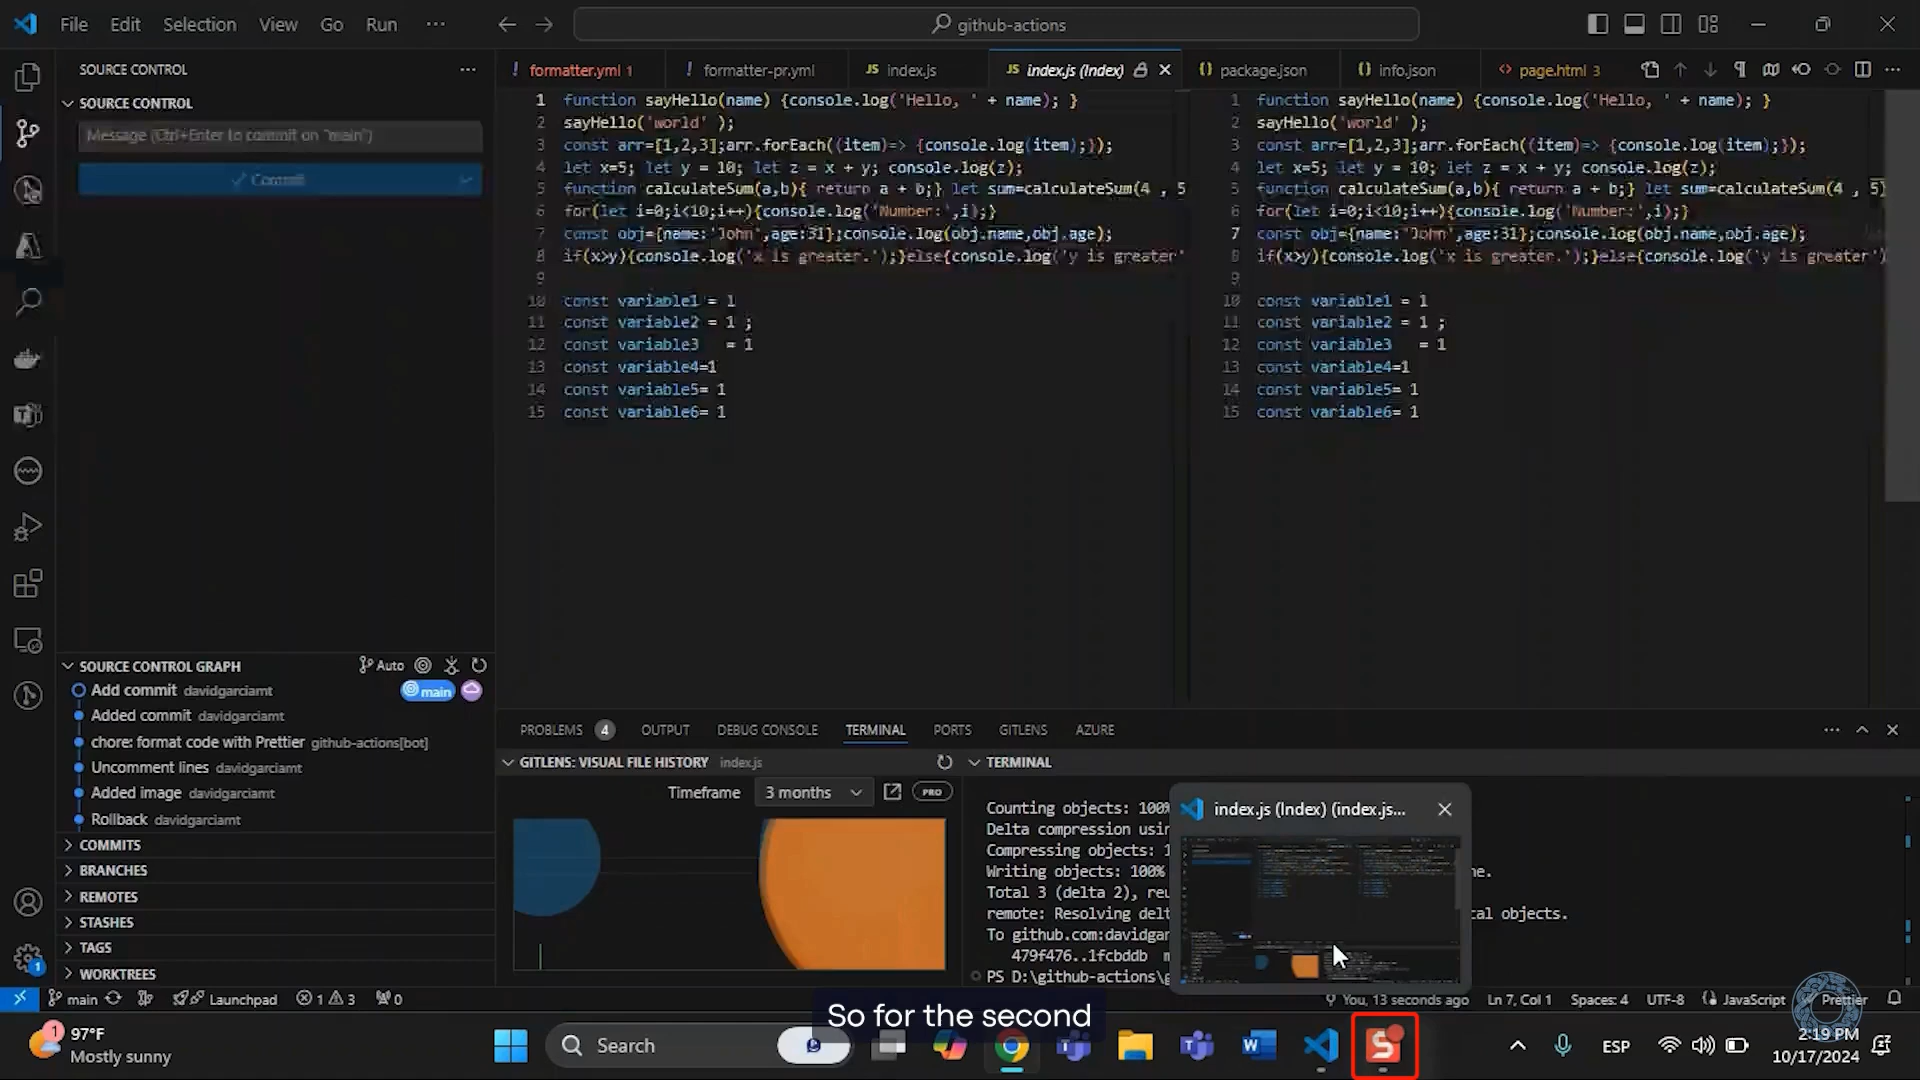 File Edit Selection View Go Run ··· github-actions
SOURCE CONTROL ···
SOURCE CONTROL
Message (Ctrl+Enter to commit on "main")
Commit
! formatter.yml 1 ! formatter-pr.yml JS index.js JS index.js (Index) {} package.json {} info.json <> page.html 3
1 function sayHello(name) {console.log('Hello, ' + name); }
2 sayHello('world' );
3 const arr=[1,2,3];arr.forEach((item)=> {console.log(item);});
4 let x=5; let y = 10; let z = x + y; console.log(z);
5 function calculateSum(a,b){ return a + b;} let sum=calculateSum(4 , 5
6 for(let i=0;i<10;i++){console.log('Number:',i);}
7 const obj={name:'John',age:31};console.log(obj.name,obj.age);
8 if(x>y){console.log('x is greater.');}else{console.log('y is greater'
9
10 const variable1 = 1
11 const variable2 = 1 ;
12 const variable3   = 1
13 const variable4=1
14 const variable5= 1
15 const variable6= 1
1 function sayHello(name) {console.log('Hello, ' + name); }
2 sayHello('world' );
3 const arr=[1,2,3];arr.forEach((item)=> {console.log(item);});
4 let x=5; let y = 10; let z = x + y; console.log(z);
5 function calculateSum(a,b){ return a + b;} let sum=calculateSum(4 , 5)
6 for(let i=0;i<10;i++){console.log('Number:',i);}
7 const obj={name:'John',age:31};console.log(obj.name,obj.age);
8 if(x>y){console.log('x is greater.');}else{console.log('y is greater')
9
10 const variable1 = 1
11 const variable2 = 1 ;
12 const variable3   = 1
13 const variable4=1
14 const variable5= 1
15 const variable6= 1
SOURCE CONTROL GRAPH Auto
Add commit davidgarciamt main
Added commit davidgarciamt
chore: format code with Prettier github-actions[bot]
Uncomment lines davidgarciamt
Added image davidgarciamt
Rollback davidgarciamt
COMMITS
BRANCHES
REMOTES
STASHES
TAGS
WORKTREES
PROBLEMS 4 OUTPUT DEBUG CONSOLE TERMINAL PORTS GITLENS AZURE
GITLENS: VISUAL FILE HISTORY index.js
Timeframe 3 months PRO
TERMINAL
Counting objects: 100%
Delta compression usin
Compressing objects: 1
Writing objects: 100% ne.
Total 3 (delta 2), reu
remote: Resolving delt cal objects.
To github.com:davidgar
479f476..1fcbddb m
PS D:\github-actions\g
index.js (Index) (index.js...
1
main Launchpad 1 3 0 You, 13 seconds ago Ln 7, Col 1 Spaces: 4 UTF-8 {} JavaScript Prettier
So for the second
1 97°F
Mostly sunny
Search
ESP
2:19 PM
10/17/2024